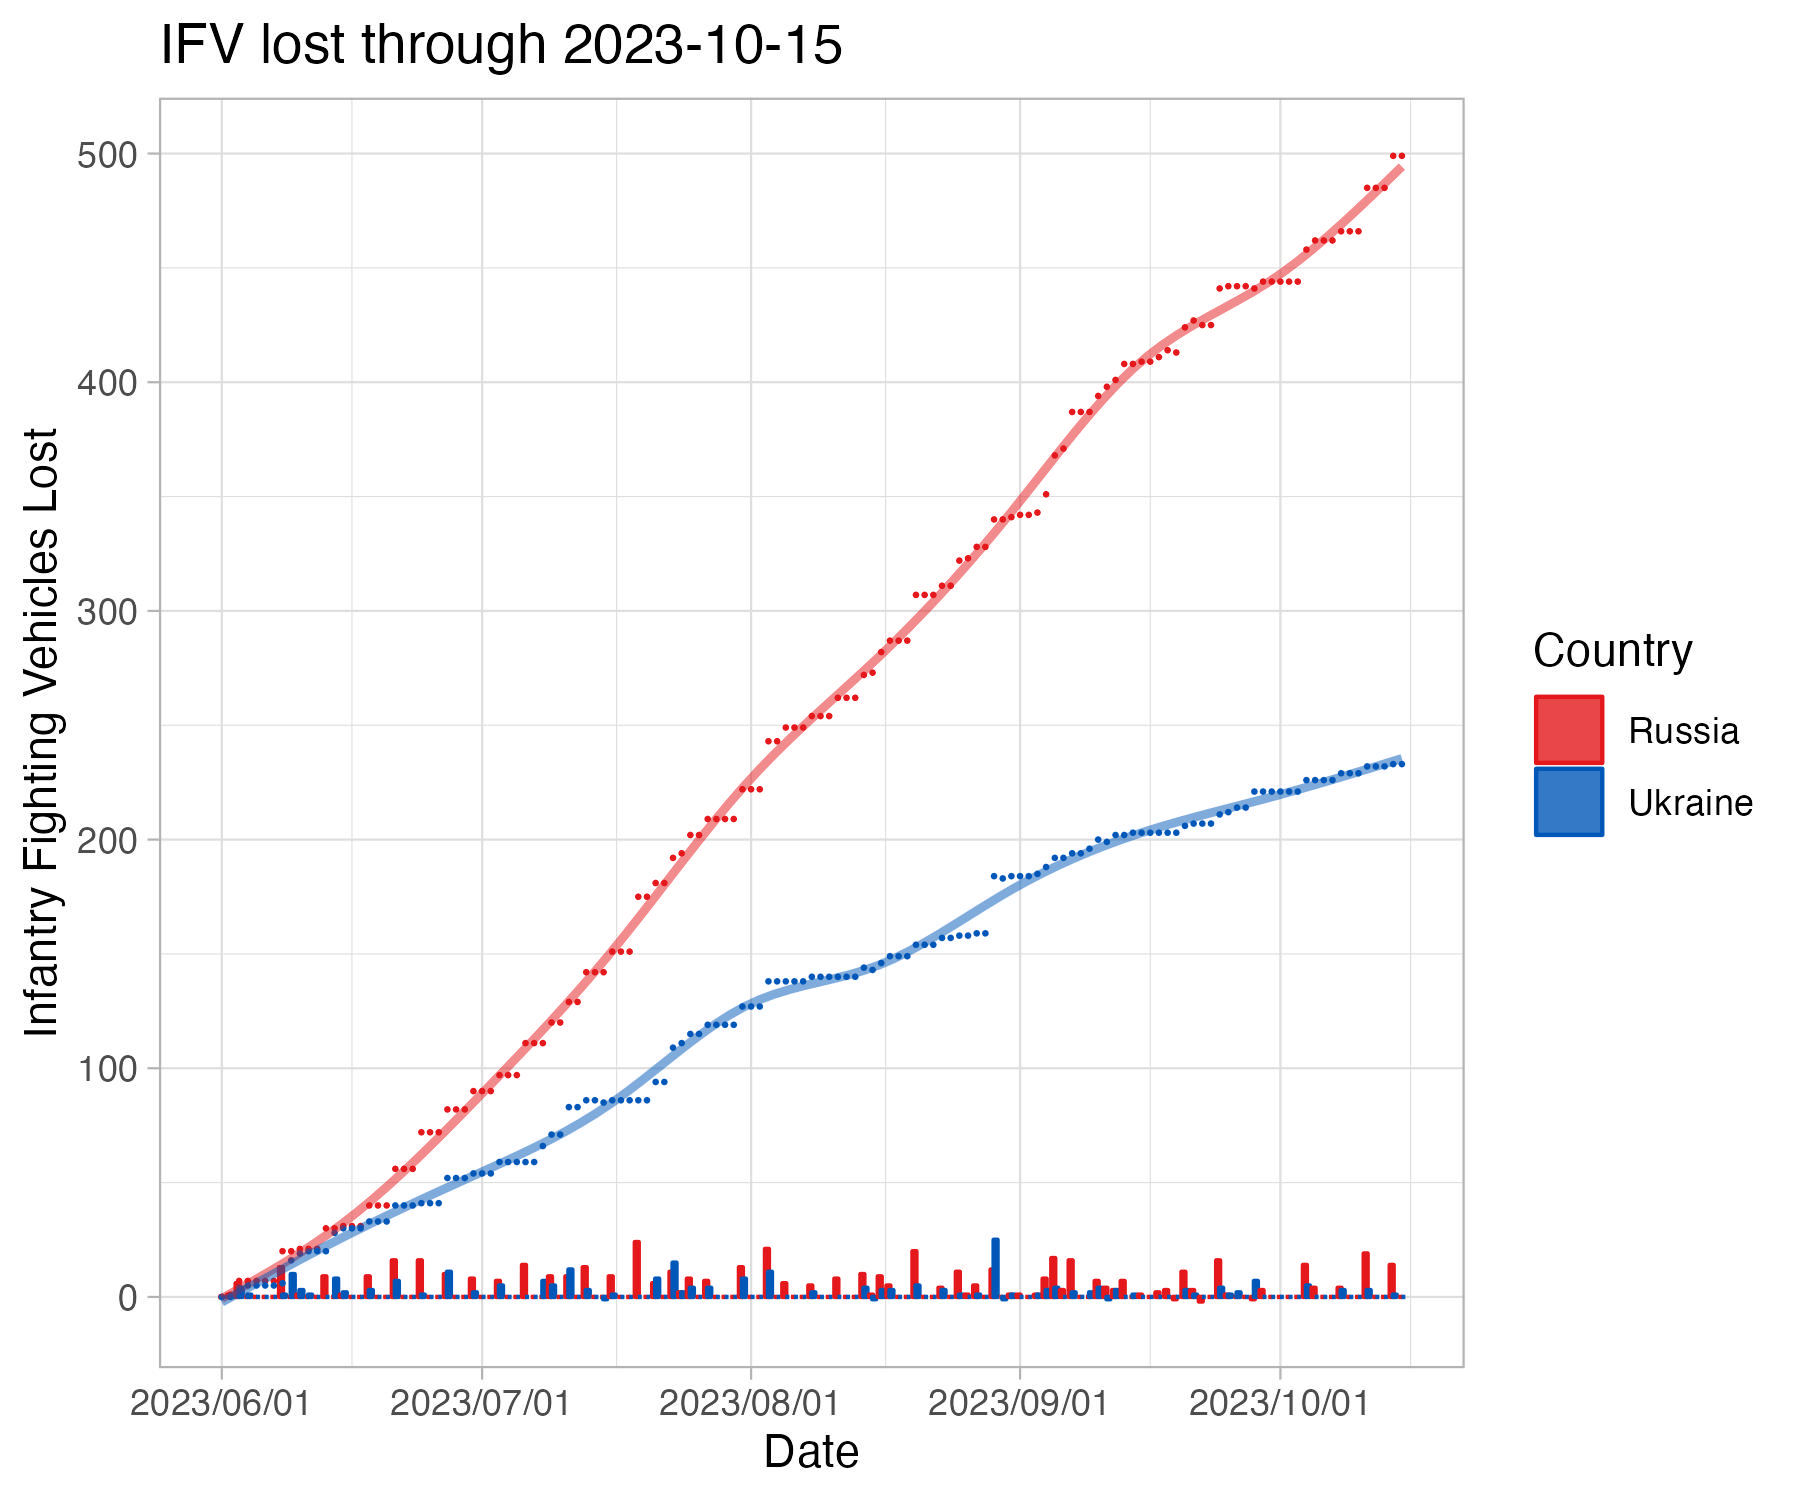 IFV lost through 2023-10-15
Infantry Fighting Vehicles Lost
500
400
300
200
100
0
2023/06/01 2023/07/01 2023/08/01 2023/09/01 2023/10/01
Date
Country
Russia
Ukraine